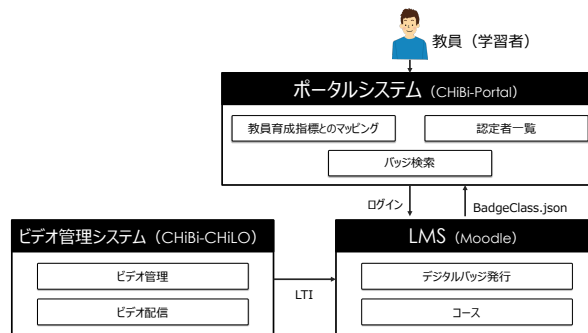 教員（学習者）
ポータルシステム（CHiBi-Portal）
教員育成指標とのマッピング
認定者一覧
バッジ検索
ログイン
BadgeClass.json
ビデオ管理システム（CHiBi-CHiLO）
ビデオ管理
ビデオ配信
LTI
LMS（Moodle）
デジタルバッジ発行
コース